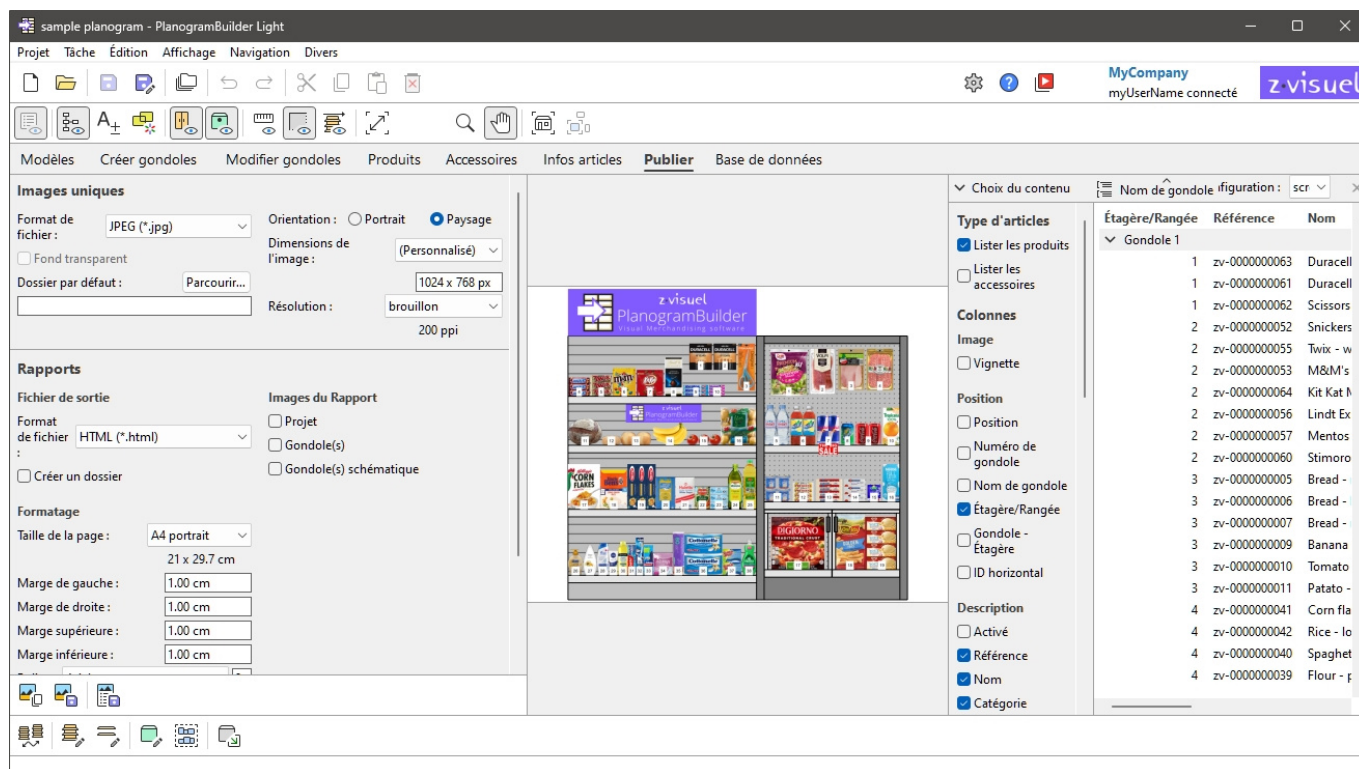 sample planogram - PlanogramBuilder Light
Projet Tâche Édition Affichage Navigation Divers
MyCompany
myUserName connecté
z·visuel
Modèles Créer gondoles Modifier gondoles Produits Accessoires Infos articles Publier Base de données
Images uniques
Format de fichier : JPEG (*.jpg)
Fond transparent
Dossier par défaut : Parcourir...
Orientation : Portrait Paysage
Dimensions de l'image : (Personnalisé)
1024 x 768 px
Résolution : brouillon
200 ppi
Rapports
Fichier de sortie
Format de fichier : HTML (*.html)
Créer un dossier
Images du Rapport
Projet
Gondole(s)
Gondole(s) schématique
Formatage
Taille de la page : A4 portrait
21 x 29.7 cm
Marge de gauche : 1.00 cm
Marge de droite : 1.00 cm
Marge supérieure : 1.00 cm
Marge inférieure : 1.00 cm
z·visuel
PlanogramBuilder
Visual Merchandising software
DURACELL DURACELL
m&m's
z·visuel
PlanogramBuilder
SALE
CORN FLAKES
DIGIORNO
Choix du contenu
Type d'articles
Lister les produits
Lister les accessoires
Colonnes
Image
Vignette
Position
Position
Numéro de gondole
Nom de gondole
Étagère/Rangée
Gondole - Étagère
ID horizontal
Description
Activé
Référence
Nom
Catégorie
Nom de gondole ifiguration : scr
Étagère/Rangée Référence Nom
Gondole 1
1 zv-0000000063 Duracell
1 zv-0000000061 Duracell
1 zv-0000000062 Scissors
2 zv-0000000052 Snickers
2 zv-0000000055 Twix - w
2 zv-0000000053 M&M's
2 zv-0000000064 Kit Kat
2 zv-0000000056 Lindt Ex
2 zv-0000000057 Mentos
2 zv-0000000060 Stimoro
3 zv-0000000005 Bread -
3 zv-0000000006 Bread -
3 zv-0000000007 Bread -
3 zv-0000000009 Banana
3 zv-0000000010 Tomato
3 zv-0000000011 Patato -
4 zv-0000000041 Corn fla
4 zv-0000000042 Rice - lo
4 zv-0000000040 Spaghet
4 zv-0000000039 Flour - p